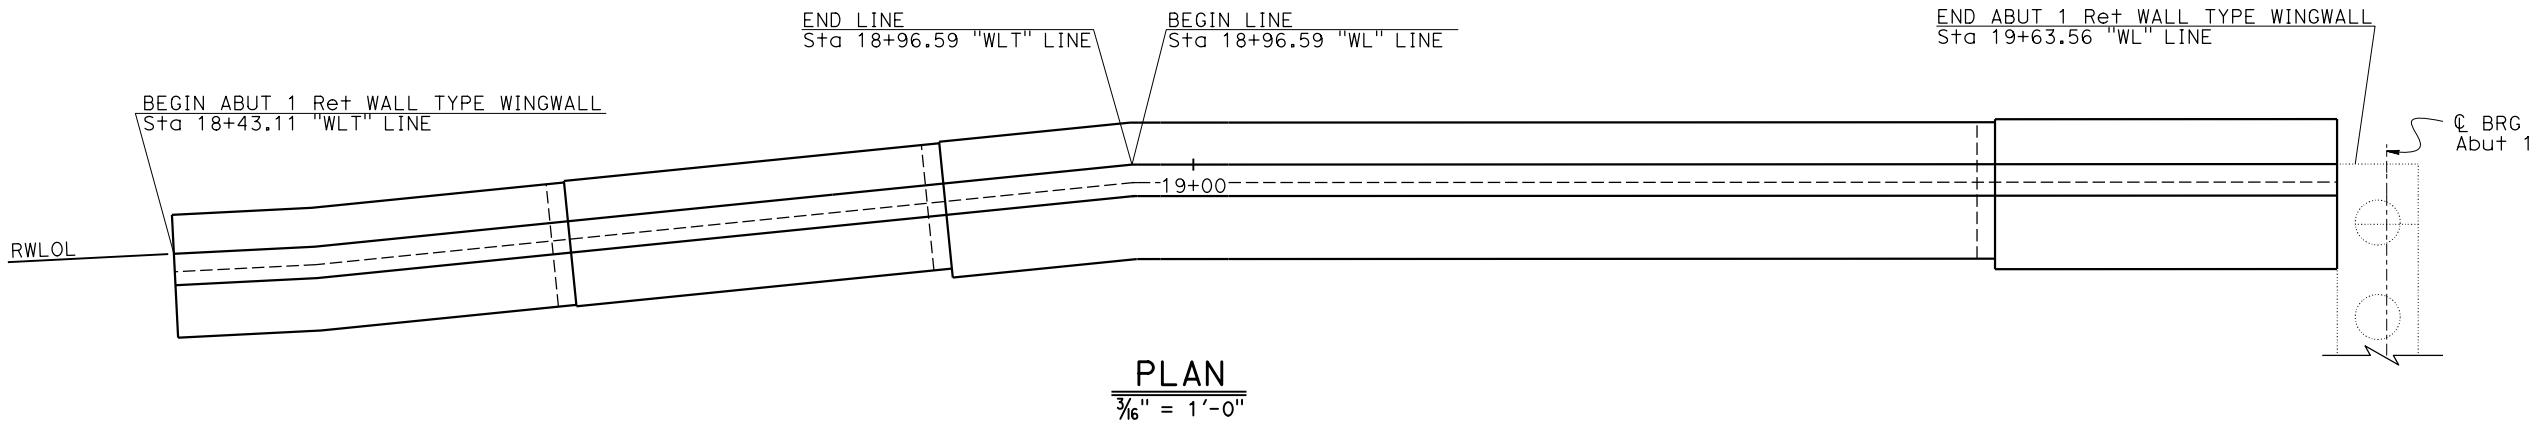 END LINE
Sta 18+96.59 "WLT" LINE
BEGIN LINE
Sta 18+96.59 "WL" LINE
END ABUT 1 Ret WALL TYPE WINGWALL
Sta 19+63.56 "WL" LINE
BEGIN ABUT 1 Ret WALL TYPE WINGWALL
Sta 18+43.11 "WLT" LINE
℄ BRG
Abut 1
19+00
RWLOL
PLAN
3/16" = 1'-0"